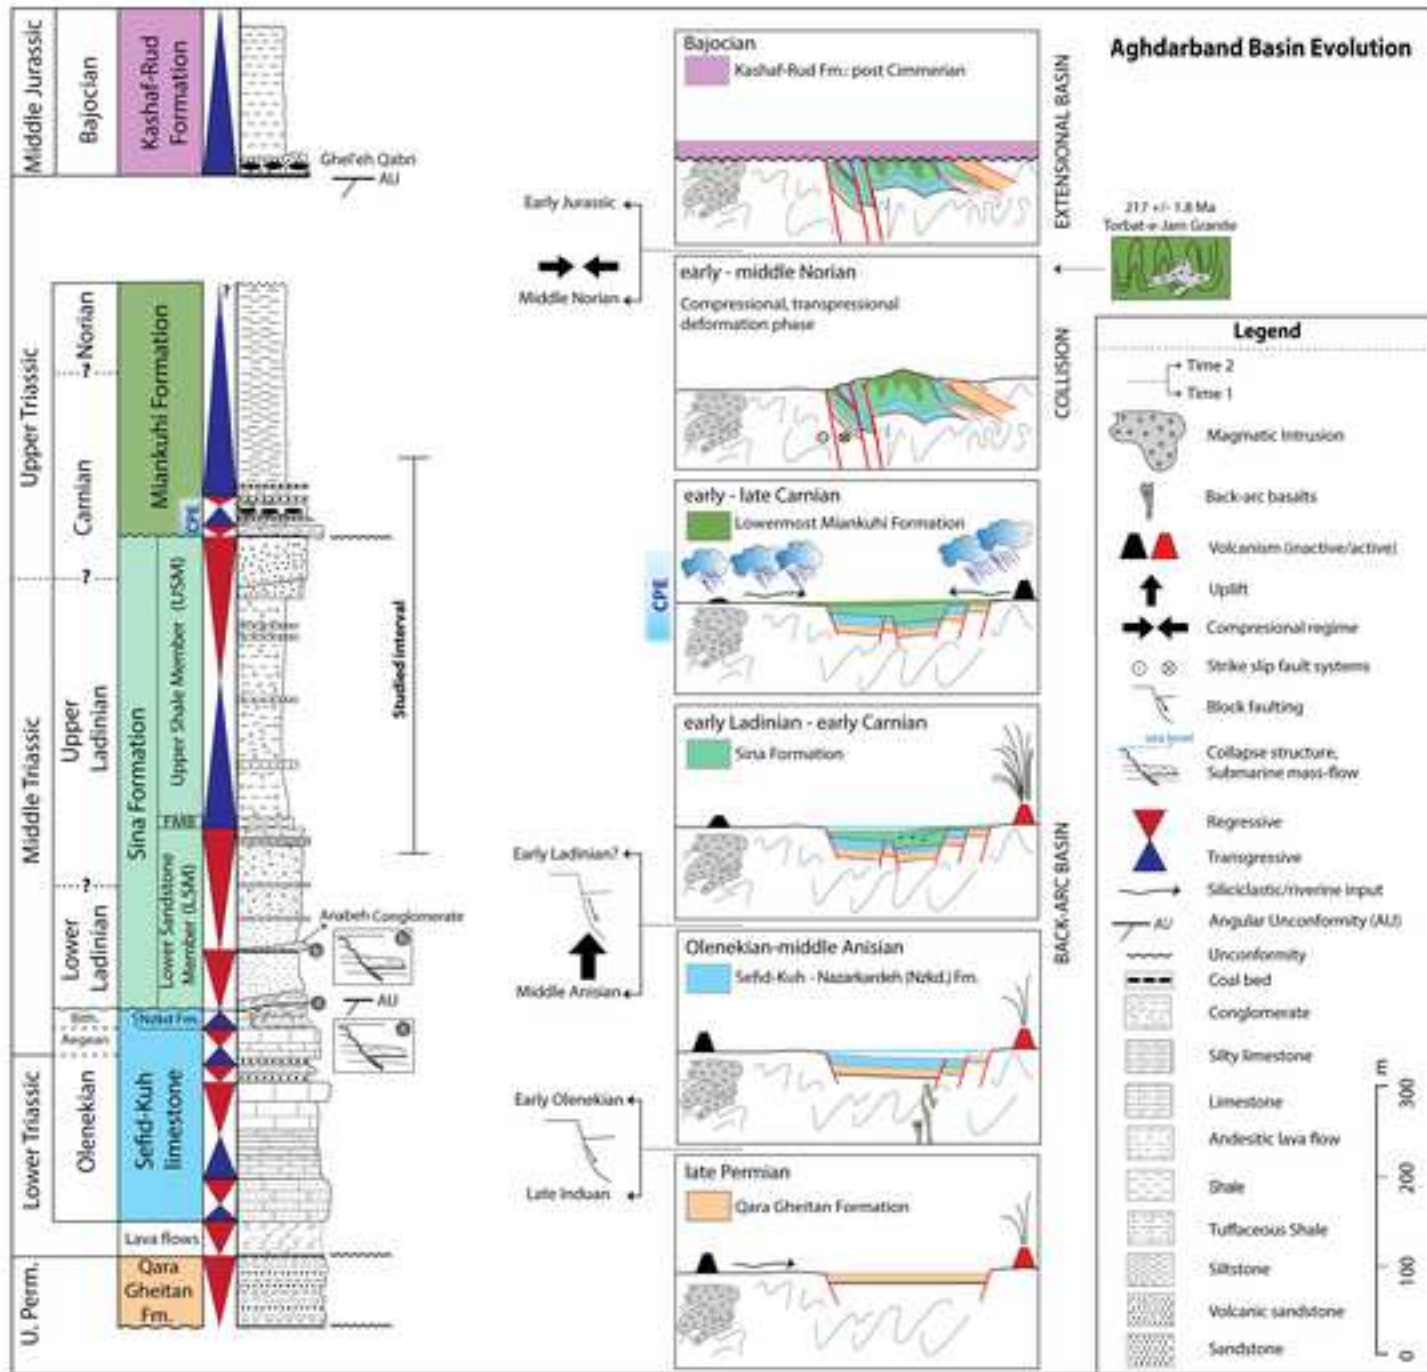 Aghdarband Basin Evolution
Middle Jurassic
Bajocian
Kashaf-Rud
Formation
Ghel'eh Qabri
AU
Upper Triassic
? Norian
Carnian
Miankuhi Formation
?
CPE
?
Middle Triassic
Upper
Ladinian
Sina Formation
Upper Shale Member (USM)
FMB
Studied interval
?
Lower
Ladinian
Lower Sandstone
Member (LSM)
Anabeh Conglomerate
AU
Bith.
Nzkd Fm.
Aegean
Lower Triassic
Olenekian
Sefid-Kuh
limestone
Lava flows
U. Perm.
Qara
Gheitan
Fm.
Early Jurassic
Middle Norian
Early Ladinian?
Middle Anisian
Early Olenekian
Late Induan
Bajocian
Kashaf-Rud Fm.: post Cimmerian
early - middle Norian
Compressional, transpressional
deformation phase
early - late Carnian
Lowermost Miankuhi Formation
CPE
early Ladinian - early Carnian
Sina Formation
Olenekian-middle Anisian
Sefid-Kuh - Nazarkardeh (Nzkd.) Fm.
late Permian
Qara Gheitan Formation
EXTENSIONAL BASIN
COLLISION
BACK-ARC BASIN
217 +/- 1.8 Ma
Torbat-e-Jam Granite
Legend
Time 2
Time 1
Magmatic Intrusion
Back-arc basalts
Volcanism (inactive/active)
Uplift
Compresional regime
Strike slip fault systems
Block faulting
sea level
Collapse structure,
Submarine mass-flow
Regressive
Transgressive
Siliciclastic/riverine input
AU
Angular Unconformity (AU)
Unconformity
Coal bed
Conglomerate
Silty limestone
Limestone
Andesitic lava flow
Shale
Tuffaceous Shale
Siltstone
Volcanic sandstone
Sandstone
m
300
200
100
0